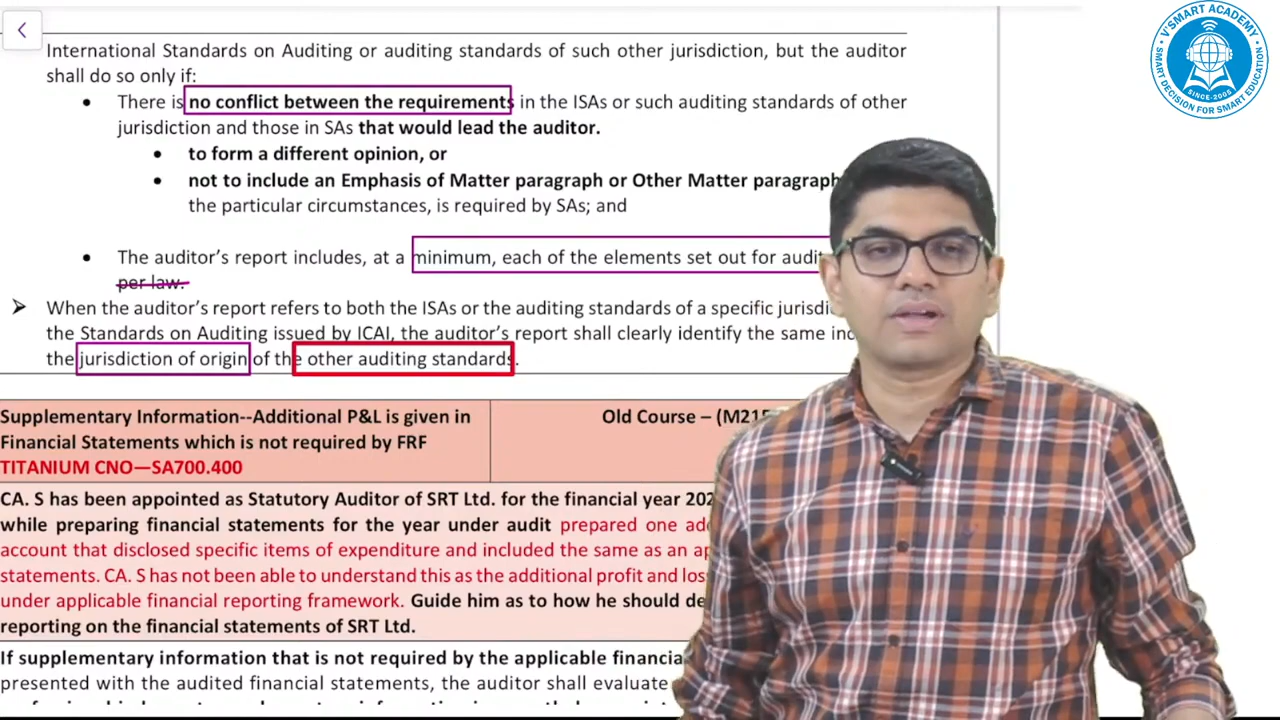 International Standards on Auditing or auditing standards of such other jurisdiction, but the auditor
shall do so only if:
• There is no conflict between the requirements in the ISAs or such auditing standards of other
jurisdiction and those in SAs that would lead the auditor.
• to form a different opinion, or
• not to include an Emphasis of Matter paragraph or Other Matter paragraph
the particular circumstances, is required by SAs; and
• The auditor's report includes, at a minimum, each of the elements set out for
per law.
➤ When the auditor's report refers to both the ISAs or the auditing standards of a specific
the Standards on Auditing issued by ICAI, the auditor's report shall clearly identify the same
the jurisdiction of origin of the other auditing standards.
Supplementary Information--Additional P&L is given in
Financial Statements which is not required by FRF
TITANIUM CNO—SA700.400
Old Course –
CA. S has been appointed as Statutory Auditor of SRT Ltd. for the financial year
while preparing financial statements for the year under audit prepared one
account that disclosed specific items of expenditure and included the same as an
statements. CA. S has not been able to understand this as the additional profit and
under applicable financial reporting framework. Guide him as to how he should
reporting on the financial statements of SRT Ltd.
If supplementary information that is not required by the applicable
presented with the audited financial statements, the auditor shall evaluate
V'SMART ACADEMY
SINCE-2005
SMART DECISION FOR SMART EDUCATION